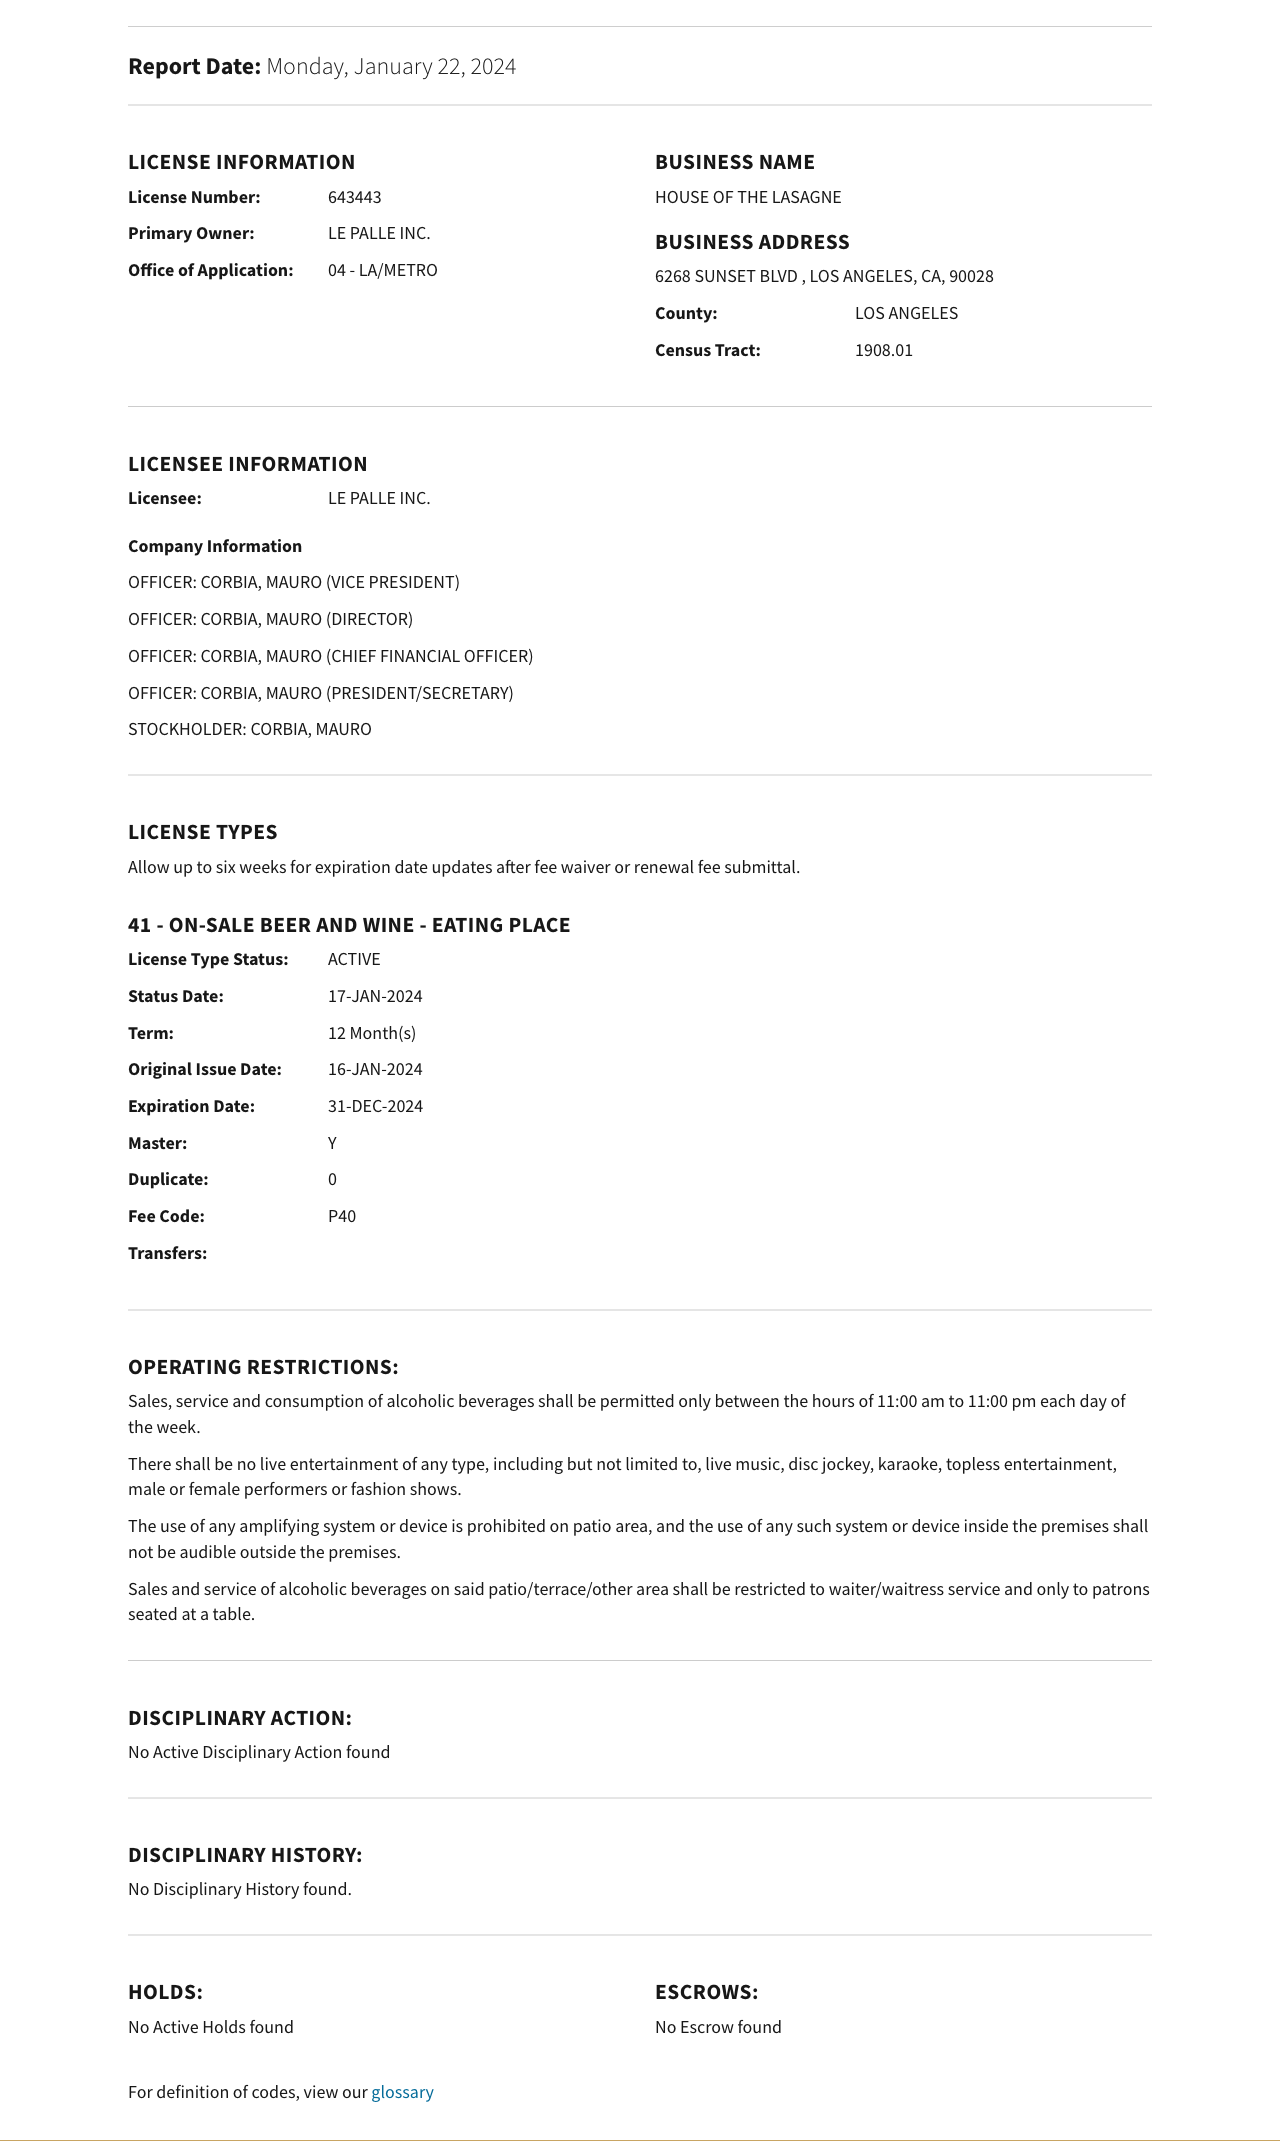 Report Date: Monday, January 22, 2024
LICENSE INFORMATION
License Number: 643443
Primary Owner: LE PALLE INC.
Office of Application: 04 - LA/METRO
BUSINESS NAME
HOUSE OF THE LASAGNE
BUSINESS ADDRESS
6268 SUNSET BLVD , LOS ANGELES, CA, 90028
County: LOS ANGELES
Census Tract: 1908.01
LICENSEE INFORMATION
Licensee: LE PALLE INC.
Company Information
OFFICER: CORBIA, MAURO (VICE PRESIDENT)
OFFICER: CORBIA, MAURO (DIRECTOR)
OFFICER: CORBIA, MAURO (CHIEF FINANCIAL OFFICER)
OFFICER: CORBIA, MAURO (PRESIDENT/SECRETARY)
STOCKHOLDER: CORBIA, MAURO
LICENSE TYPES
Allow up to six weeks for expiration date updates after fee waiver or renewal fee submittal.
41 - ON-SALE BEER AND WINE - EATING PLACE
License Type Status: ACTIVE
Status Date: 17-JAN-2024
Term: 12 Month(s)
Original Issue Date: 16-JAN-2024
Expiration Date: 31-DEC-2024
Master: Y
Duplicate: 0
Fee Code: P40
Transfers:
OPERATING RESTRICTIONS:
Sales, service and consumption of alcoholic beverages shall be permitted only between the hours of 11:00 am to 11:00 pm each day of
the week.
There shall be no live entertainment of any type, including but not limited to, live music, disc jockey, karaoke, topless entertainment,
male or female performers or fashion shows.
The use of any amplifying system or device is prohibited on patio area, and the use of any such system or device inside the premises shall
not be audible outside the premises.
Sales and service of alcoholic beverages on said patio/terrace/other area shall be restricted to waiter/waitress service and only to patrons
seated at a table.
DISCIPLINARY ACTION:
No Active Disciplinary Action found
DISCIPLINARY HISTORY:
No Disciplinary History found.
HOLDS:
No Active Holds found
ESCROWS:
No Escrow found
For definition of codes, view our glossary